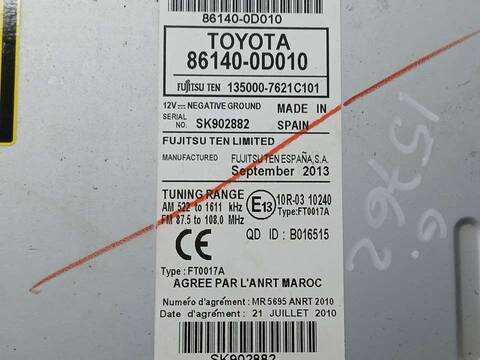 86140-0D010
TOYOTA
86140-0D010
FUJITSU TEN 135000-7621C101
12V⎓ NEGATIVE GROUND MADE IN
SERIAL NO. SK902882 SPAIN
FUJITSU TEN LIMITED
MANUFACTURED FUJITSU TEN ESPAÑA,S.A.
September 2013
TUNING RANGE
AM 522 to 1611 kHz
FM 87.5 to 108.0 MHz
E13 10R-03 10240
Type:FT0017A
CE QD ID : B016515
Type : FT0017A
AGREE PAR L'ANRT MAROC
Numero d'agrément : MR 5695 ANRT 2010
Date d'agrément : 21 JUILLET 2010
SK902882